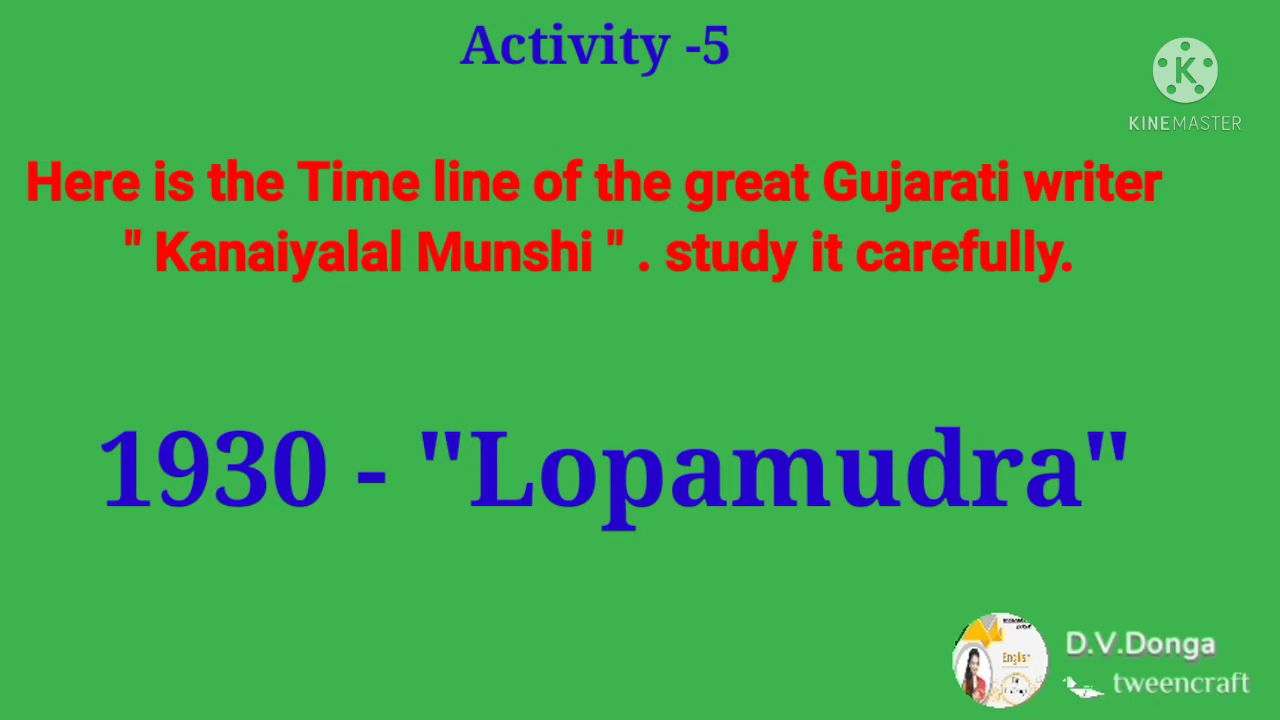 Activity -5
KINEMASTER
Here is the Time line of the great Gujarati writer
" Kanaiyalal Munshi " . study it carefully.
1930 - "Lopamudra"
English
D.V.Donga
tweencraft